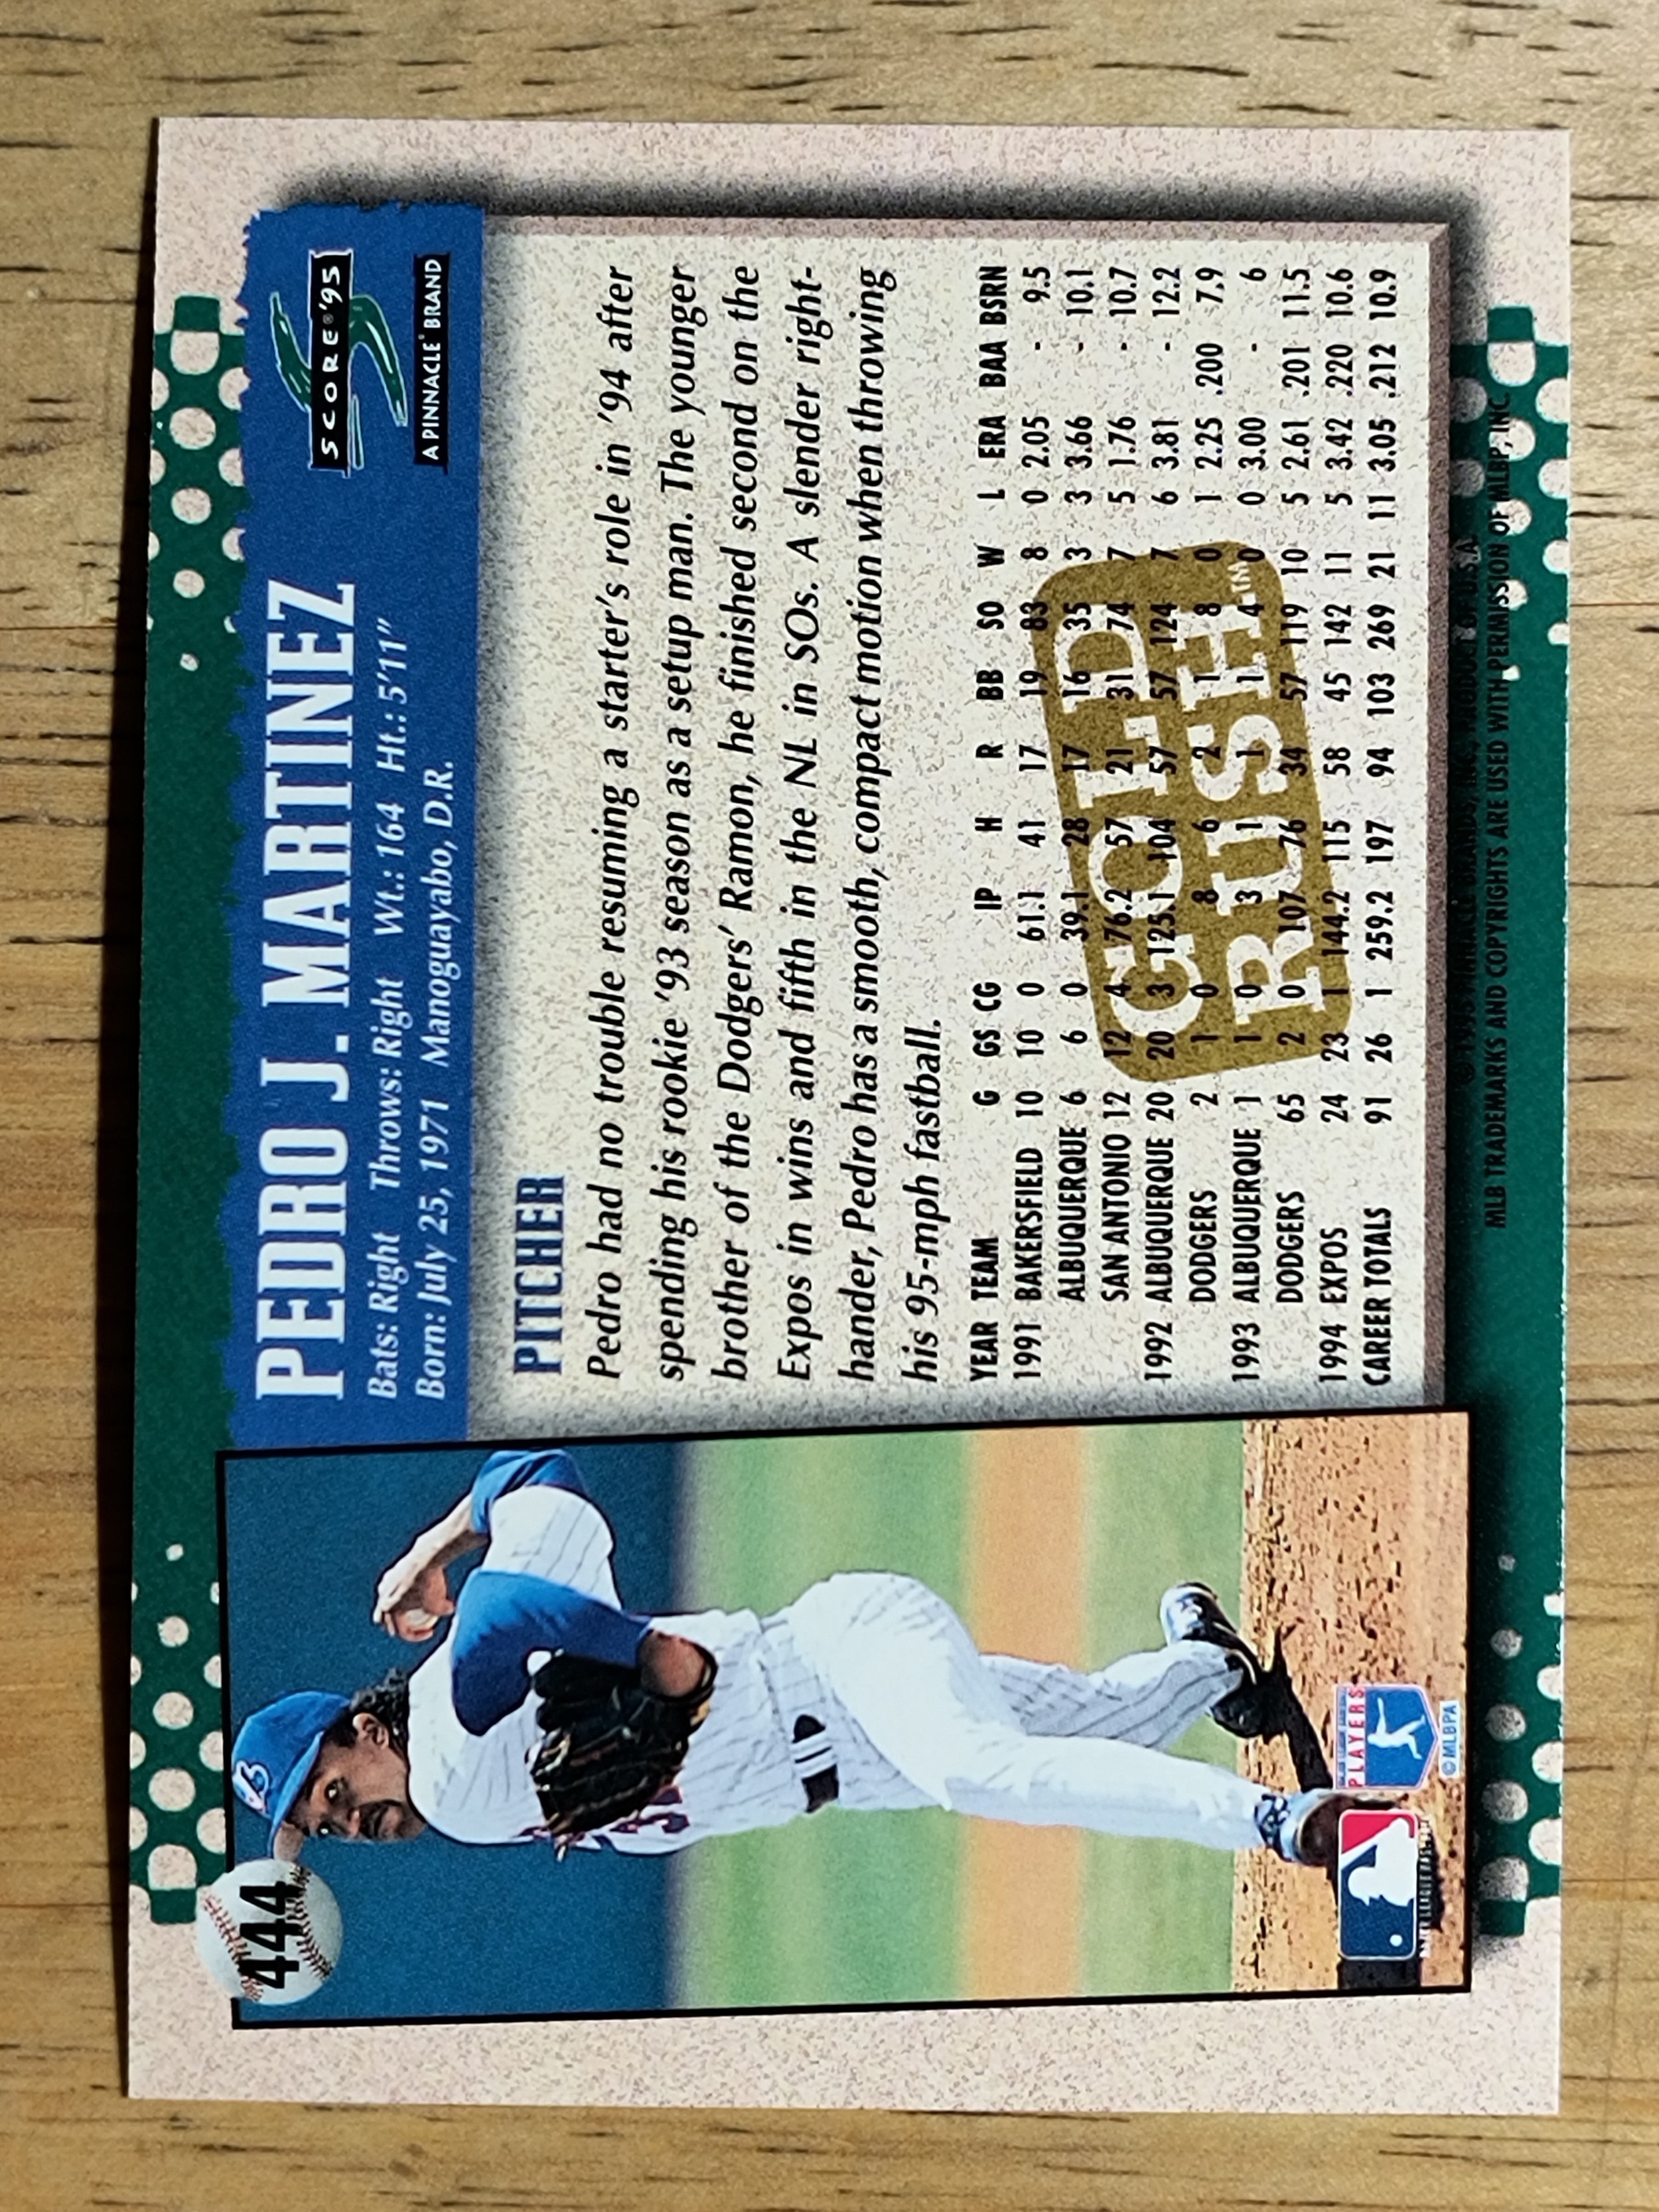 444
PEDRO J. MARTINEZ
Bats: Right Throws: Right Wt.: 164 Ht.: 5'11"
Born: July 25, 1971 Manoguayabo, D.R.
SCORE®'95
A PINNACLE® BRAND
PITCHER
Pedro had no trouble resuming a starter's role in '94 after
spending his rookie '93 season as a setup man. The younger
brother of the Dodgers' Ramon, he finished second on the
Expos in wins and fifth in the NL in SOs. A slender right-
hander, Pedro has a smooth, compact motion when throwing
his 95-mph fastball.
YEAR TEAM G GS CG IP H R BB SO W L ERA BAA BSRN
1991 BAKERSFIELD 10 10 0 61.1 41 17 19 83 8 0 2.05 - 9.5
ALBUQUERQUE 6 6 0 39.1 28 17 16 35 3 3 3.66 - 10.1
SAN ANTONIO 12 12 4 76.2 57 21 31 74 7 5 1.76 - 10.7
1992 ALBUQUERQUE 20 20 3 125.1 104 57 57 124 7 6 3.81 - 12.2
DODGERS 2 1 0 8 6 2 1 8 0 1 2.25 .200 7.9
1993 ALBUQUERQUE 1 1 0 3 1 1 1 4 0 0 3.00 - 6
DODGERS 65 2 0 107 76 34 57 119 10 5 2.61 .201 11.5
1994 EXPOS 24 23 1 144.2 115 58 45 142 11 5 3.42 .220 10.6
CAREER TOTALS 91 26 1 259.2 197 94 103 269 21 11 3.05 .212 10.9
GOLD
RUSH™
B
PLAYERS
© MLBPA
© 1995 PINNACLE BRANDS, INC. PRODUCT OF U.S.A.
MLB TRADEMARKS AND COPYRIGHTS ARE USED WITH PERMISSION OF MLBP, INC.